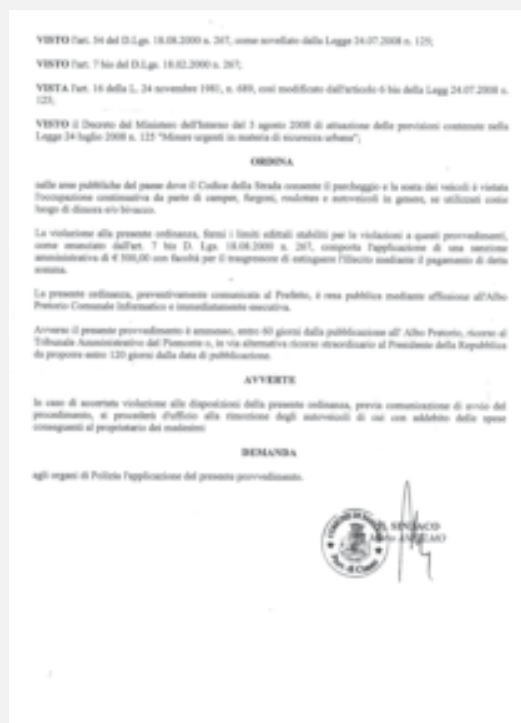 VISTO l'art. 54 del D.Lgs. 18.08.2000 n. 267, come novellato dalla Legge 24.07.2008 n. 125;
VISTO l'art. 7 bis del D.Lgs. 18.02.2000 n. 267;
VISTA l'art. 16 della L. 24 novembre 1981, n. 689, così modificato dall'articolo 6 bis della Legg 24.07.2008 n.
125;
VISTO il Decreto del Ministero dell'Interno del 5 agosto 2008 di attuazione delle previsioni contenute nella
Legge 24 luglio 2008 n. 125 "Misure urgenti in materia di sicurezza urbana";
ORDINA
nelle aree pubbliche del paese dove il Codice della Strada consente il parcheggio e la sosta dei veicoli è vietata
l'occupazione continuativa da parte di camper, furgoni, roulottes e autoveicoli in genere, se utilizzati come
luogo di dimora e/o bivacco.
La violazione alla presente ordinanza, fermi i limiti edittali stabiliti per la violazioni a questi provvedimenti,
come enunciato dall'art. 7 bis D. Lgs. 18.08.2000 n. 267, comporta l'applicazione di una sanzione
amministrativa di € 500,00 con facoltà per il trasgressore di estinguere l'illecito mediante il pagamento di detta
somma.
La presente ordinanza, preventivamente comunicata al Prefetto, è resa pubblica mediante affissione all'Albo
Pretorio Comunale Informatico e immediatamente esecutiva.
Avverso il presente provvedimento è ammesso, entro 60 giorni dalla pubblicazione all' Albo Pretorio, ricorso al
Tribunale Amministrativo del Piemonte o, in via alternativa ricorso straordinario al Presidente della Repubblica
da proporre entro 120 giorni dalla data di pubblicazione.
AVVERTE
In caso di accertata violazione alle disposizioni della presente ordinanza, previa comunicazione di avvio del
procedimento, si procederà d'ufficio alla rimozione degli autoveicoli di cui con addebito delle spese
conseguenti al proprietario dei medesimi
DEMANDA
agli organi di Polizia l'applicazione del presente provvedimento.
IL SINDACO